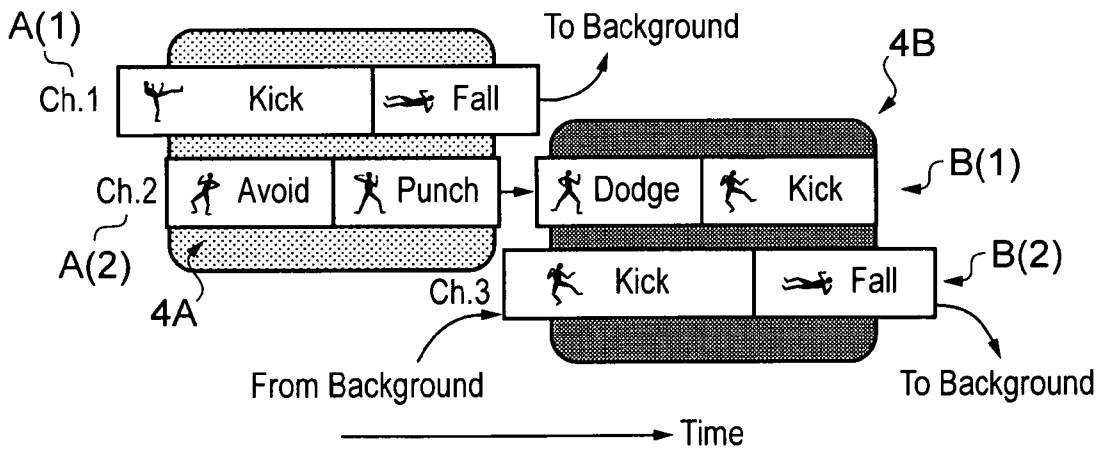 A(1)
To Background
4B
Ch.1
Kick
Fall
Ch.2
Avoid
Punch
Dodge
Kick
B(1)
A(2)
4A
Ch.3
Kick
Fall
B(2)
From Background
To Background
Time